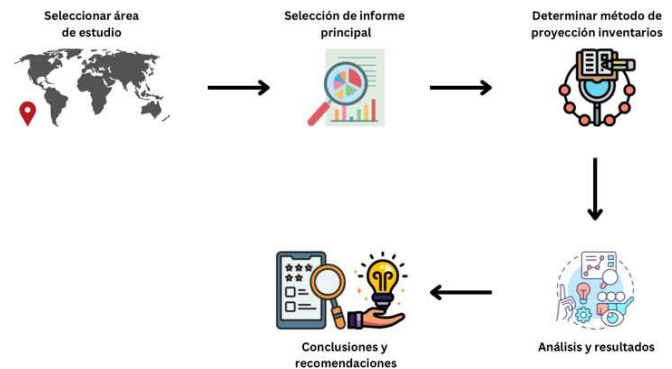 Seleccionar área
de estudio
Selección de informe
principal
Determinar método de
proyección inventarios
Conclusiones y
recomendaciones
Análisis y resultados